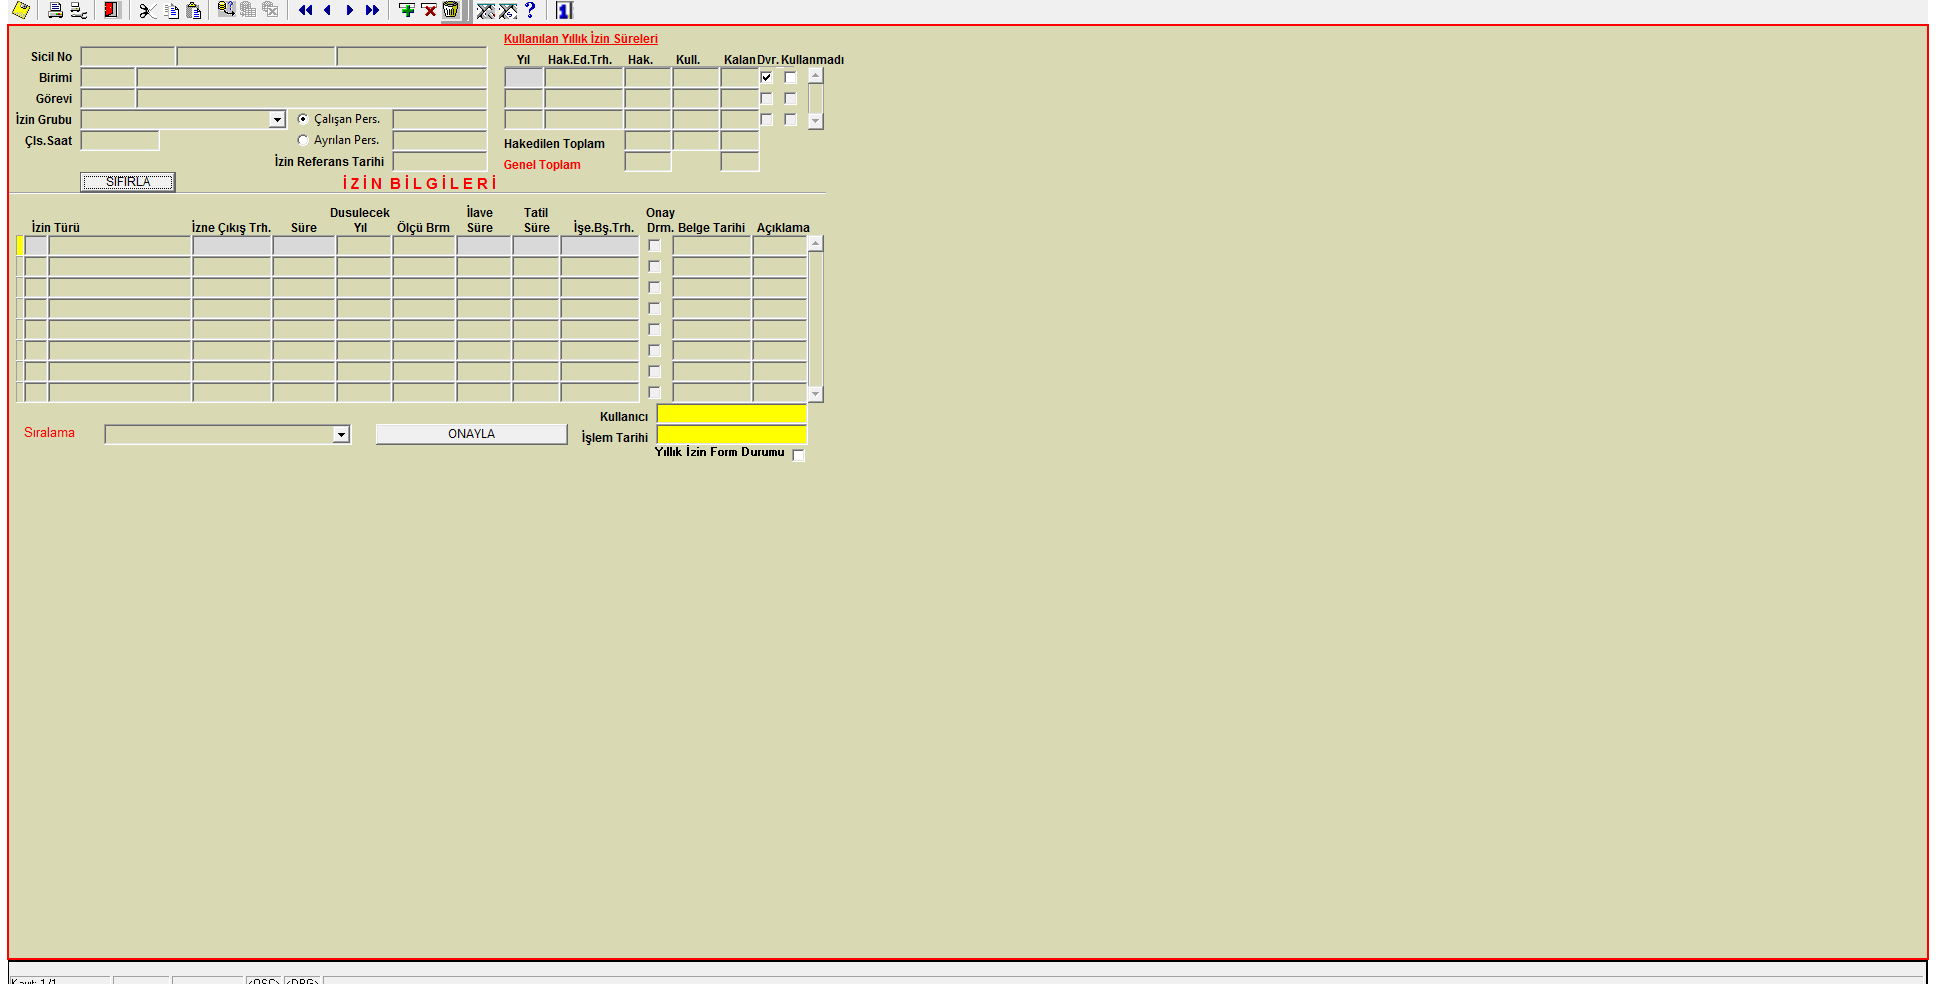 Kullanılan Yıllık İzin Süreleri
Sicil No
Yıl Hak.Ed.Trh. Hak. Kull. Kalan Dvr. Kullanmadı
Birimi
Görevi
İzin Grubu Çalışan Pers.
Çls.Saat Ayrılan Pers.
Hakedilen Toplam
İzin Referans Tarihi
Genel Toplam
SIFIRLA
İZİN BİLGİLERİ
İzin Türü İzne Çıkış Trh. Süre Dusulecek Yıl Ölçü Brm İlave Süre Tatil Süre İşe.Bş.Trh. Onay Drm. Belge Tarihi Açıklama
Kullanıcı
Sıralama ONAYLA
İşlem Tarihi
Yıllık İzin Form Durumu
Kayıt: 1/1 <OSC> <DBG>